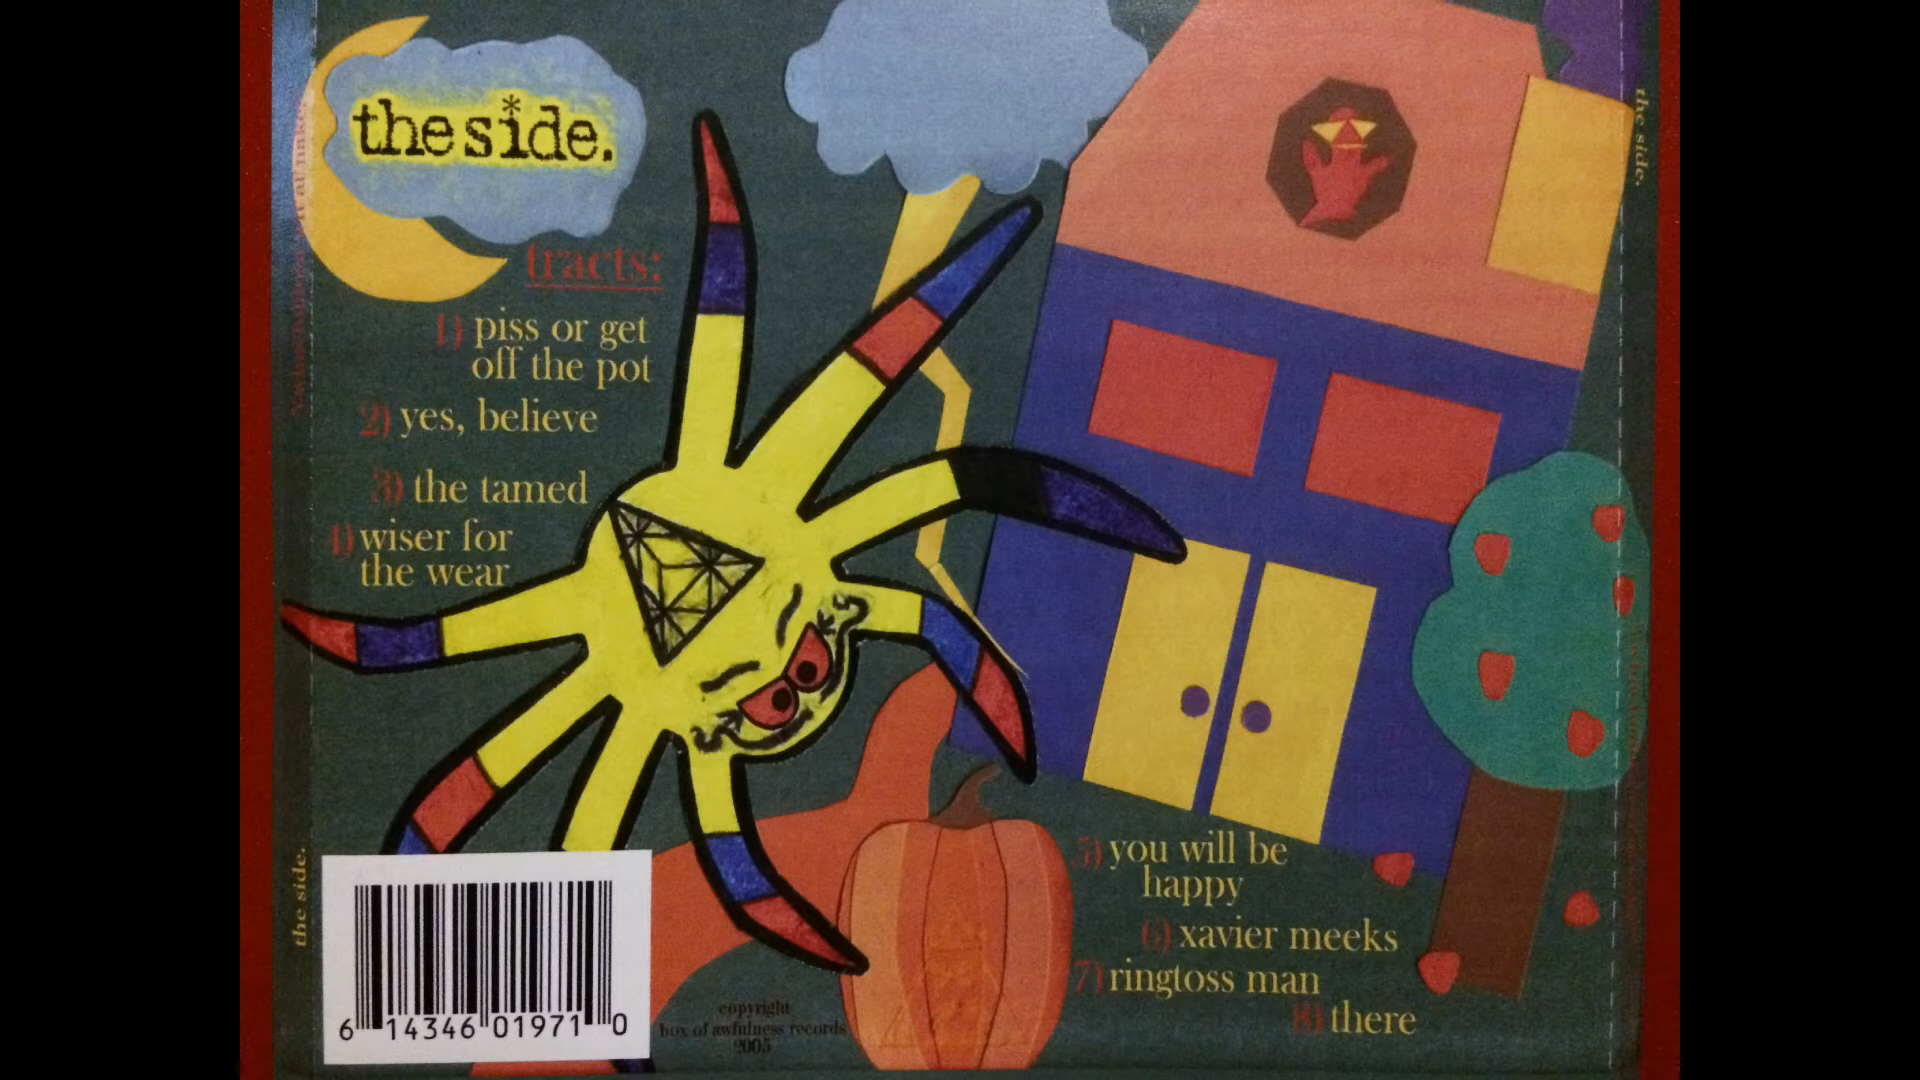 the side.
tracts:
1) piss or get
off the pot
2) yes, believe
3) the tamed
4) wiser for
the wear
5) you will be
happy
6) xavier meeks
7) ringtoss man
8) there
6 14346 01971 0
copyright
box of awfulness records
2005
the side.
the side.